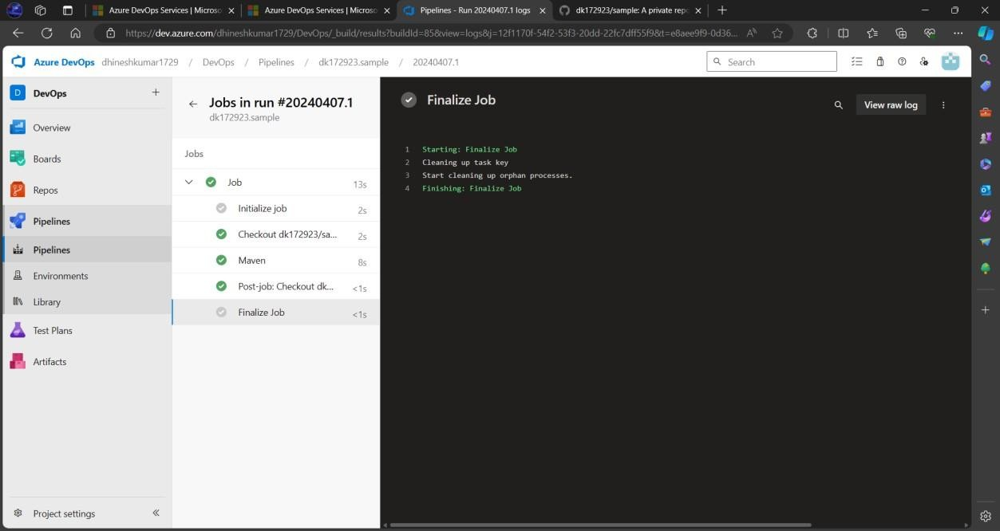 Azure DevOps Services | Microso
Azure DevOps Services | Microso
Pipelines - Run 20240407.1 logs
dk172923/sample: A private repo
https://dev.azure.com/dhineshkumar1729/DevOps/_build/results?buildId=85&view=logs&j=12f1170f-54f2-53f3-20dd-22fc7dff55f9&t=e8aee9f9-0d36...
Azure DevOps dhineshkumar1729 / DevOps / Pipelines / dk172923.sample / 20240407.1
Search
D DevOps
Overview
Boards
Repos
Pipelines
Pipelines
Environments
Library
Test Plans
Artifacts
Project settings
Jobs in run #20240407.1
dk172923.sample
Jobs
Job 13s
Initialize job 2s
Checkout dk172923/sa... 2s
Maven 8s
Post-job: Checkout dk... <1s
Finalize Job <1s
Finalize Job
View raw log
1 Starting: Finalize Job
2 Cleaning up task key
3 Start cleaning up orphan processes.
4 Finishing: Finalize Job